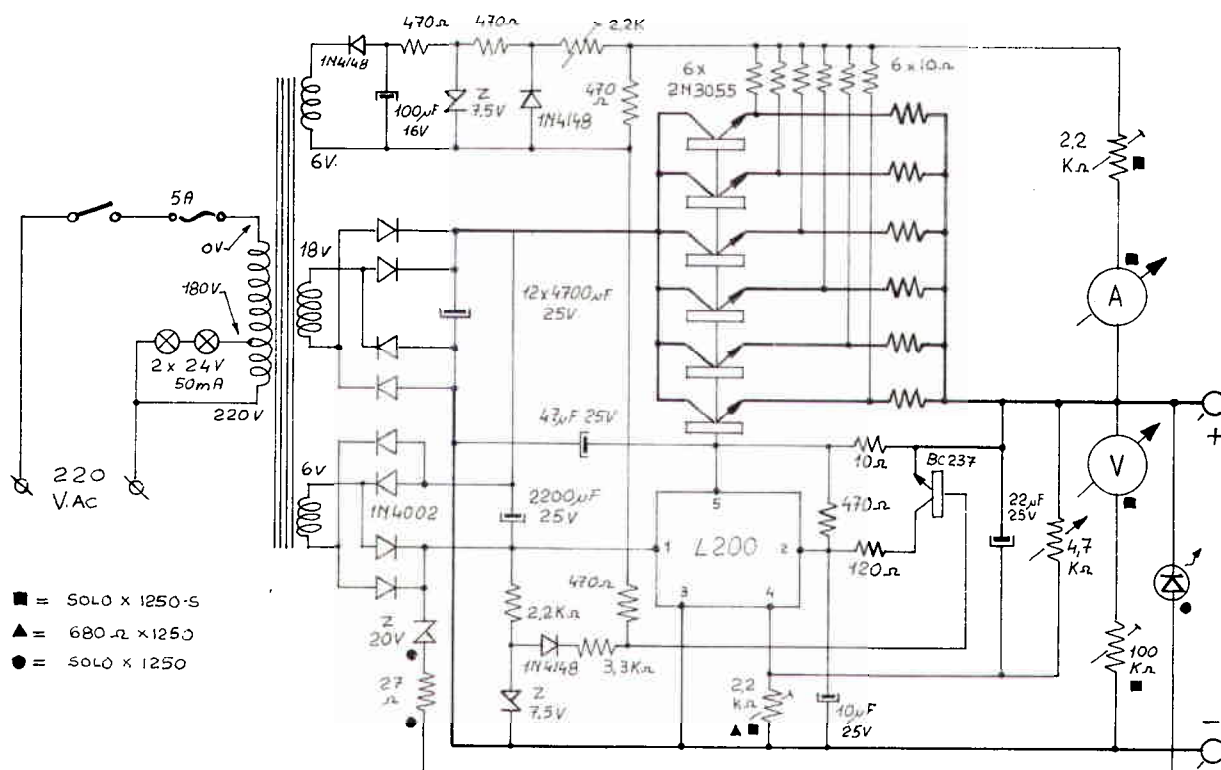 470Ω
470Ω
2,2K
1N4148
100µF
16V
Z
7,5V
1N4148
470
Ω
6x
2N3055
6x10Ω
6V.
2,2
KΩ
5A
0V
18V
180V
12x4700µF
25V
A
2 x 24V
50mA
220V
47µF 25V
+
6V
220
V.AC
1N4002
2200µF
25V
10Ω
BC237
V
5
470Ω
22µF
25V
4,7
KΩ
1
L200
2
120Ω
3
4
470Ω
■ = SOLO X 1250-S
▲ = 680Ω X1250
● = SOLO X 1250
Z
20V
2,2KΩ
1N4148
3,3KΩ
27
Ω
Z
7,5V
2,2
KΩ
10µF
25V
100
KΩ
−